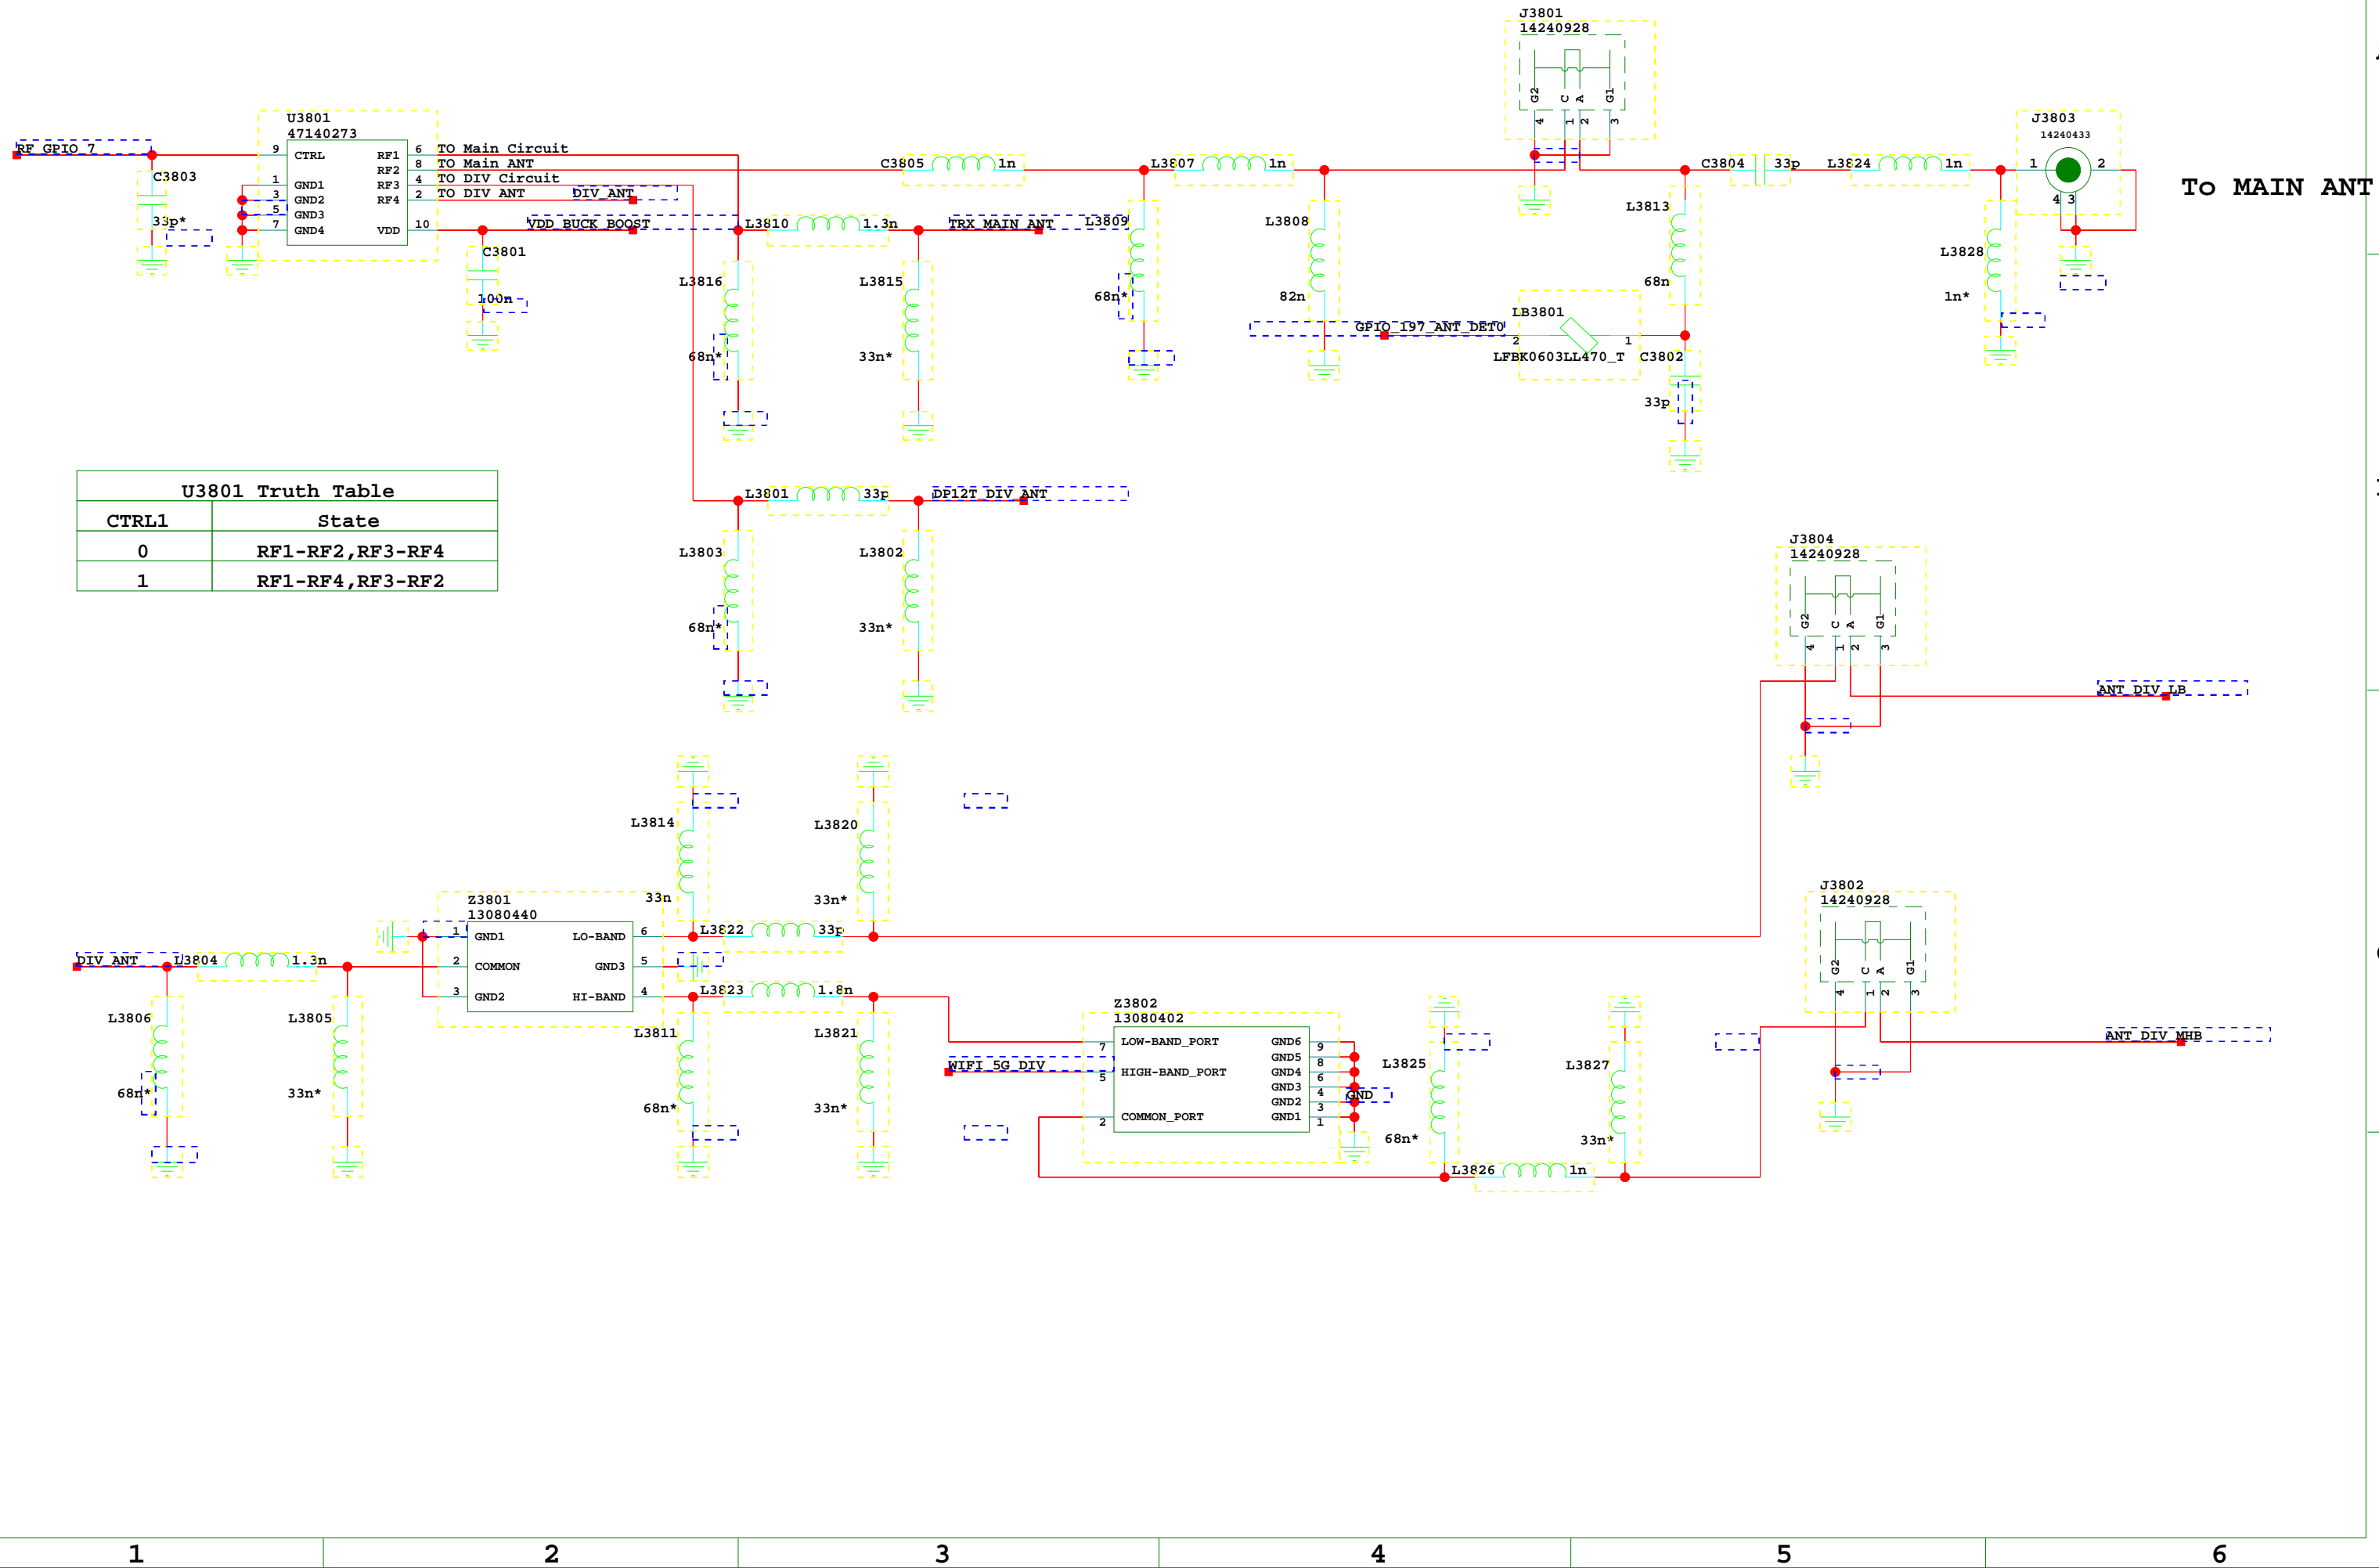 J3801
14240928
G2
C
A
G1
4
1
2
3
U3801
47140273
RF_GPIO_7
9
CTRL
RF1
6
TO Main Circuit
RF2
8
TO Main ANT
1
GND1
RF3
4
TO DIV Circuit
3
GND2
RF4
2
TO DIV ANT
DIV_ANT
5
GND3
7
GND4
VDD
10
VDD_BUCK_BOOST
C3803
33p*
C3801
100n
C3805
1n
L3807
1n
C3804
33p
L3824
1n
J3803
14240433
1
2
4
3
To MAIN ANT
L3810
1.3n
TRX_MAIN_ANT
L3809
68n*
L3808
82n
L3813
68n
L3828
1n*
L3816
68n*
L3815
33n*
GPIO_197_ANT_DET0
LB3801
2
1
LFBK0603LL470_T
C3802
33p
U3801 Truth Table
CTRL1
State
0
RF1-RF2,RF3-RF4
1
RF1-RF4,RF3-RF2
L3801
33p
DP12T_DIV_ANT
L3803
68n*
L3802
33n*
J3804
14240928
G2
C
A
G1
4
1
2
3
ANT_DIV_LB
L3814
33n
L3820
33n*
Z3801
13080440
1
GND1
LO-BAND
6
2
COMMON
GND3
5
3
GND2
HI-BAND
4
L3822
33p
DIV_ANT
L3804
1.3n
L3823
1.8n
L3806
68n*
L3805
33n*
L3811
68n*
L3821
33n*
J3802
14240928
G2
C
A
G1
4
1
2
3
ANT_DIV_MHB
Z3802
13080402
7
LOW-BAND_PORT
GND6
9
GND5
8
WIFI_5G_DIV
5
HIGH-BAND_PORT
GND4
6
GND3
4
GND2
3
GND
2
COMMON_PORT
GND1
1
L3825
68n*
L3827
33n*
L3826
1n
1
2
3
4
5
6